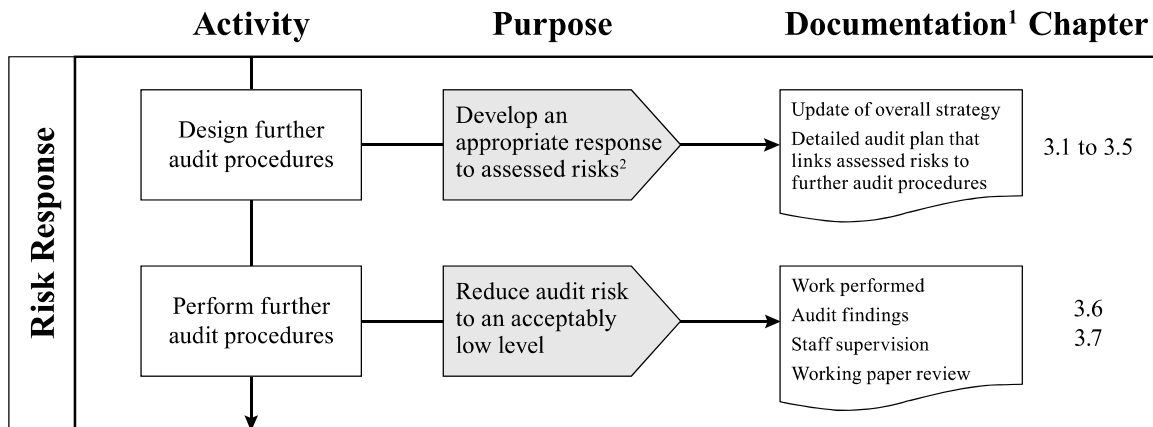 Activity
Purpose
Documentation¹
Chapter
Risk Response
Design further
audit procedures
Develop an
appropriate response
to assessed risks²
Update of overall strategy
Detailed audit plan that
links assessed risks to
further audit procedures
3.1 to 3.5
Perform further
audit procedures
Reduce audit risk
to an acceptably
low level
Work performed
Audit findings
Staff supervision
Working paper review
3.6
3.7